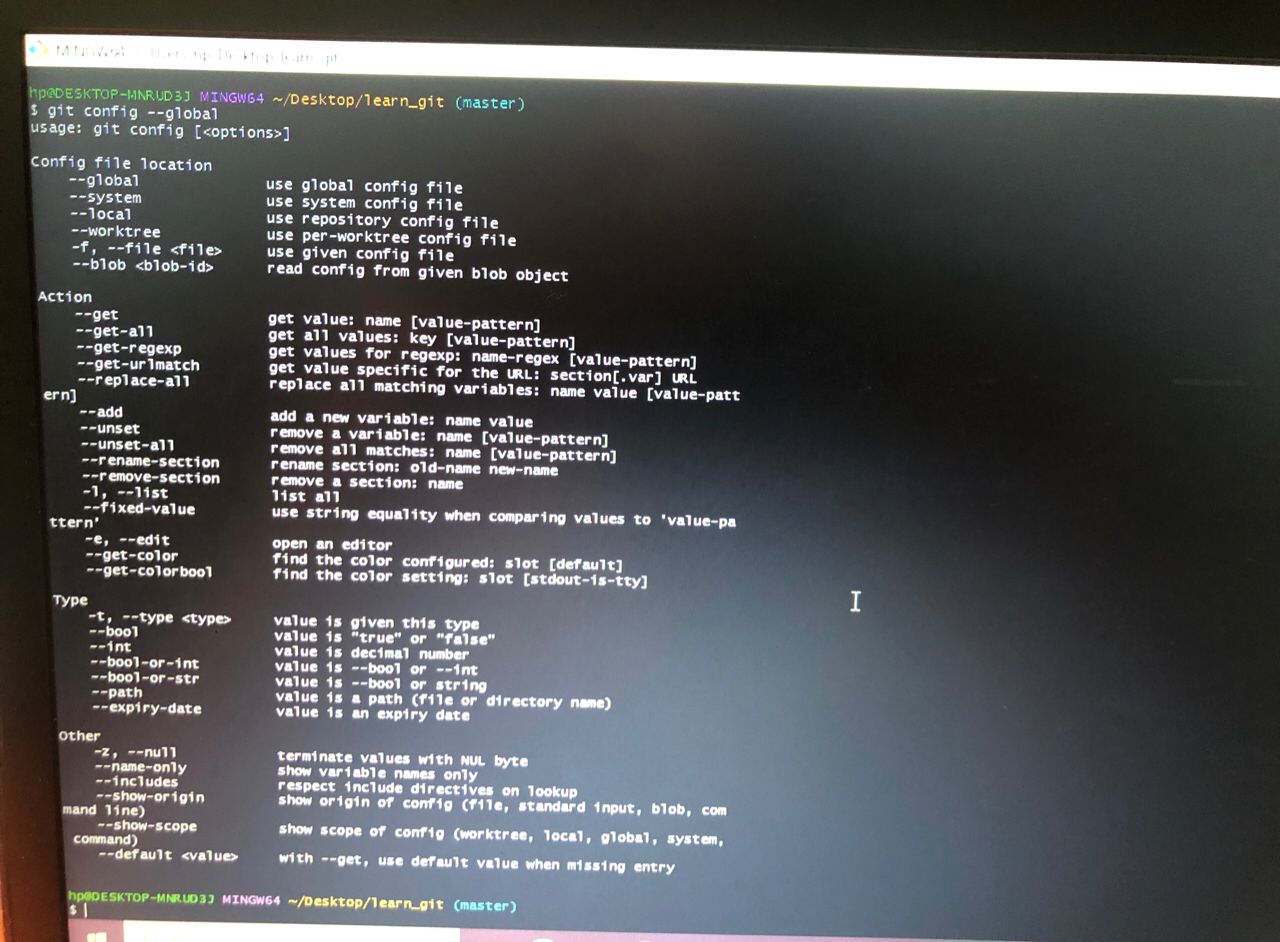 MINGW64 Users hp Desktop learn_git
hp@DESKTOP-MNRUD3J MINGW64 ~/Desktop/learn_git (master)
$ git config --global
usage: git config [<options>]
Config file location
--global use global config file
--system use system config file
--local use repository config file
--worktree use per-worktree config file
-f, --file <file> use given config file
--blob <blob-id> read config from given blob object
Action
--get get value: name [value-pattern]
--get-all get all values: key [value-pattern]
--get-regexp get values for regexp: name-regex [value-pattern]
--get-urlmatch get value specific for the URL: section[.var] URL
--replace-all replace all matching variables: name value [value-patt
ern]
--add add a new variable: name value
--unset remove a variable: name [value-pattern]
--unset-all remove all matches: name [value-pattern]
--rename-section rename section: old-name new-name
--remove-section remove a section: name
-l, --list list all
--fixed-value use string equality when comparing values to 'value-pa
ttern'
-e, --edit open an editor
--get-color find the color configured: slot [default]
--get-colorbool find the color setting: slot [stdout-is-tty]
Type
-t, --type <type> value is given this type
--bool value is "true" or "false"
--int value is decimal number
--bool-or-int value is --bool or --int
--bool-or-str value is --bool or string
--path value is a path (file or directory name)
--expiry-date value is an expiry date
Other
-z, --null terminate values with NUL byte
--name-only show variable names only
--includes respect include directives on lookup
--show-origin show origin of config (file, standard input, blob, com
mand line)
--show-scope show scope of config (worktree, local, global, system,
command)
--default <value> with --get, use default value when missing entry
hp@DESKTOP-MNRUD3J MINGW64 ~/Desktop/learn_git (master)
$